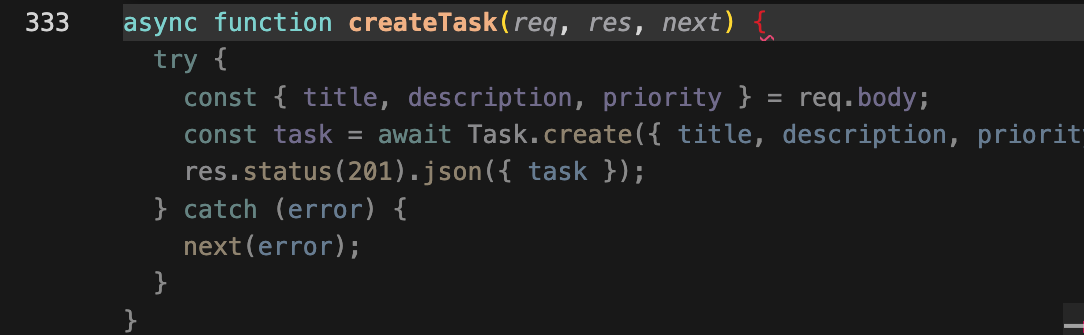 333 async function createTask(req, res, next) {
try {
const { title, description, priority } = req.body;
const task = await Task.create({ title, description,
res.status(201).json({ task });
} catch (error) {
next(error);
}
}